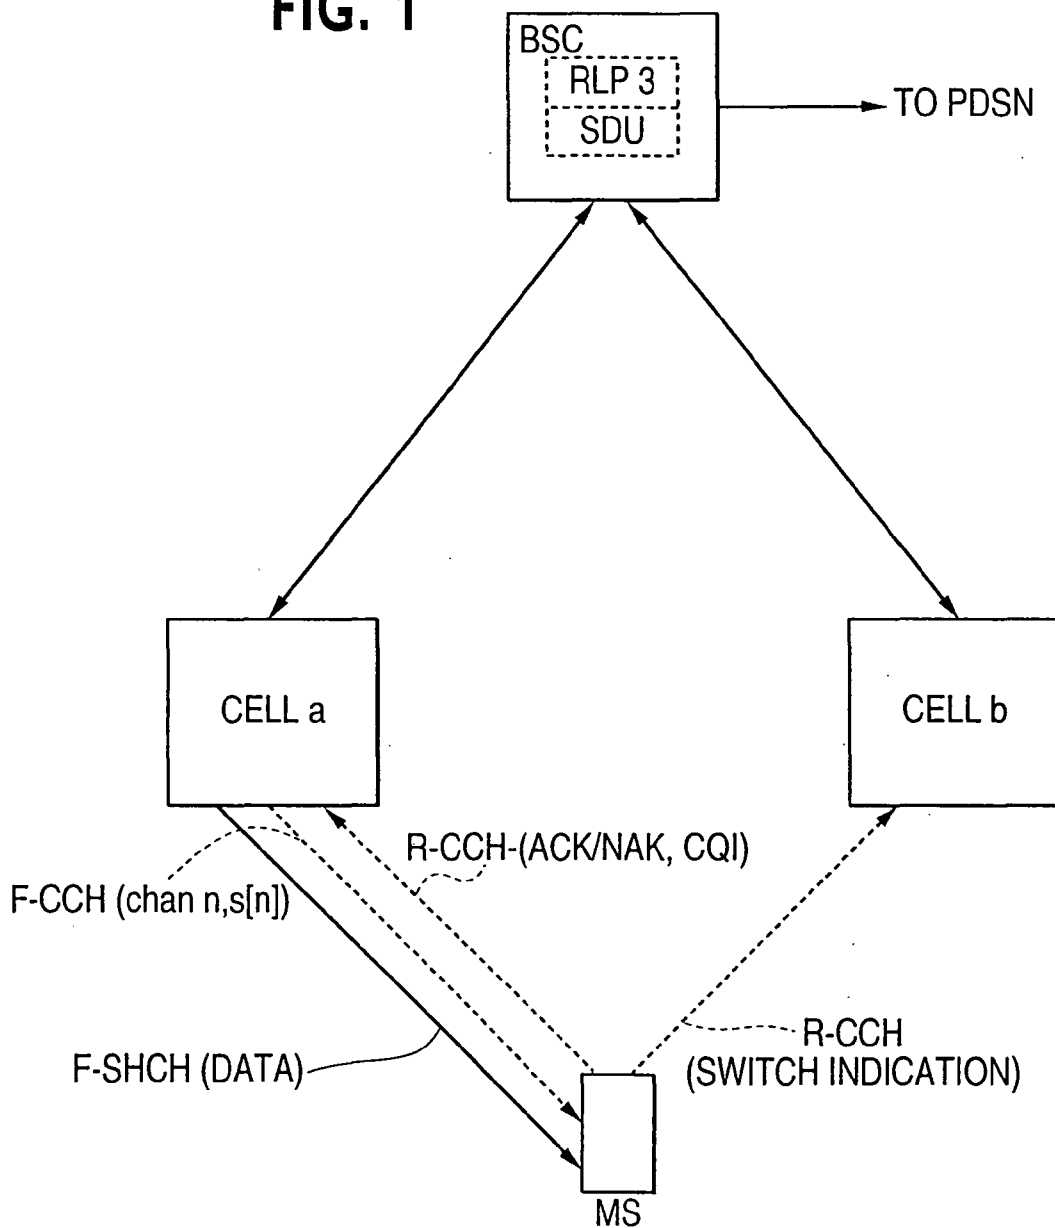 FIG. 1
BSC
RLP 3
SDU
TO PDSN
CELL a
CELL b
R-CCH-(ACK/NAK, CQI)
F-CCH (chan n,s[n])
F-SHCH (DATA)
R-CCH
(SWITCH INDICATION)
MS